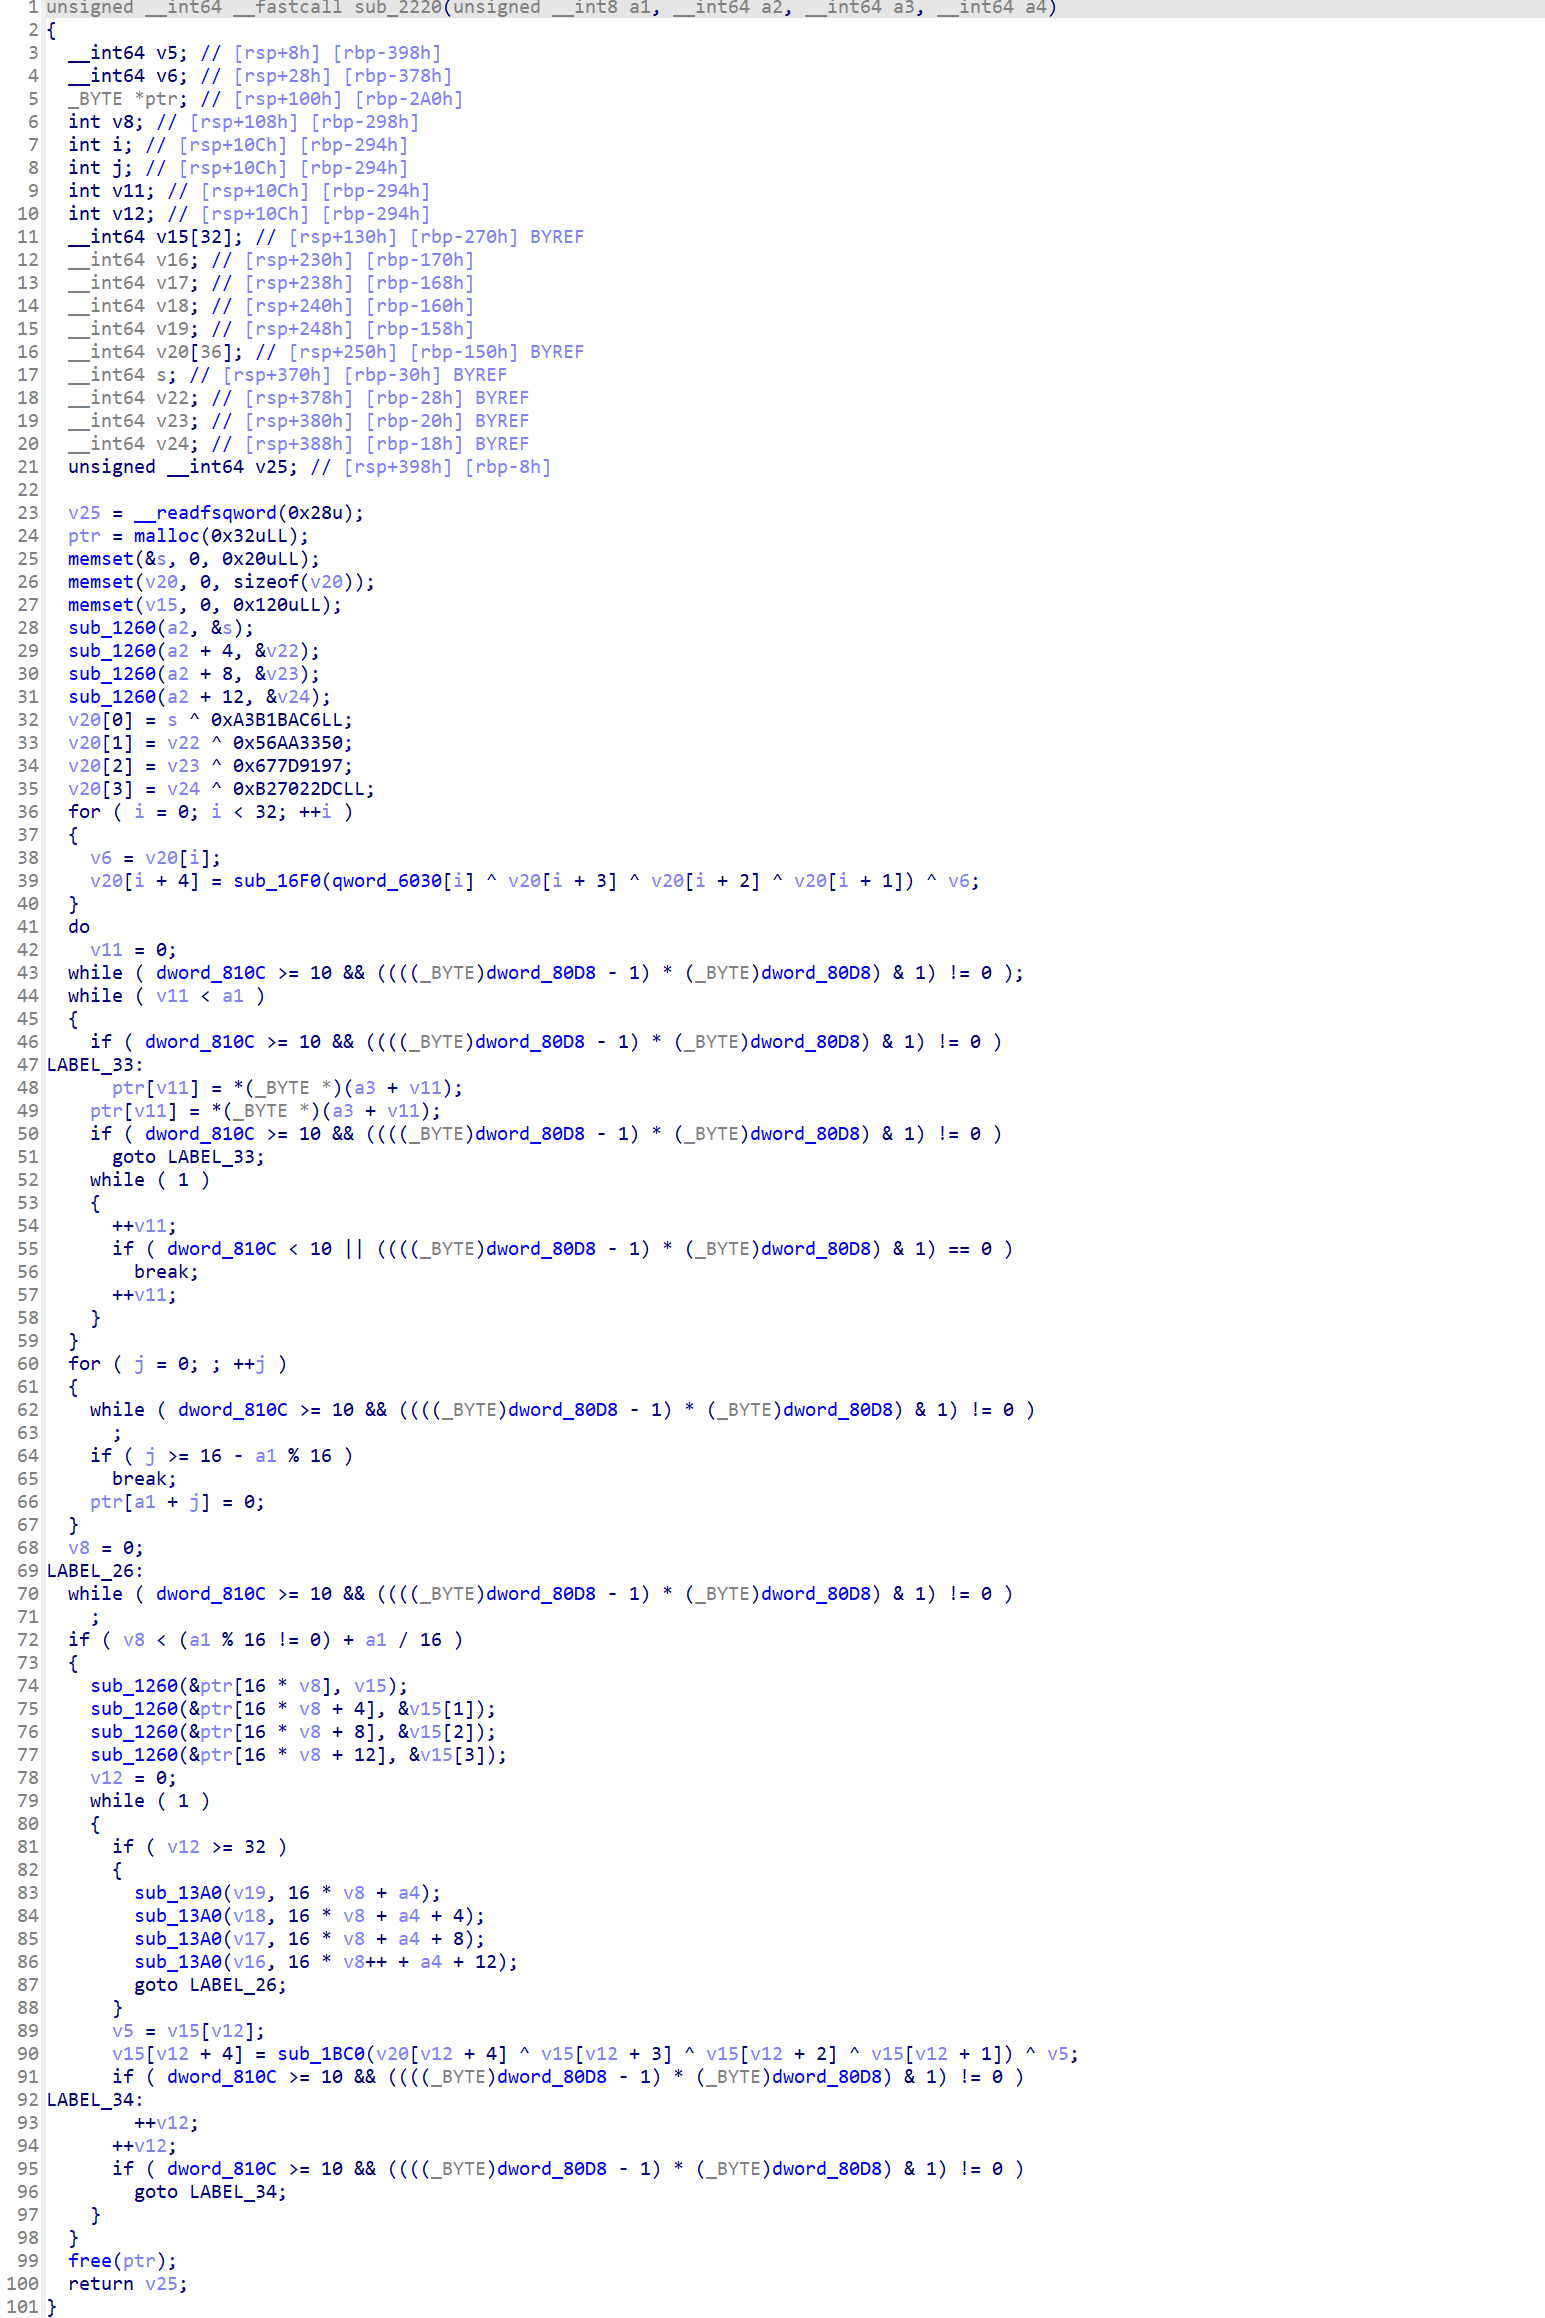 1 unsigned __int64 __fastcall sub_2220(unsigned __int8 a1, __int64 a2, __int64 a3, __int64 a4)
2 {
3   __int64 v5; // [rsp+8h] [rbp-398h]
4   __int64 v6; // [rsp+28h] [rbp-378h]
5   _BYTE *ptr; // [rsp+100h] [rbp-2A0h]
6   int v8; // [rsp+108h] [rbp-298h]
7   int i; // [rsp+10Ch] [rbp-294h]
8   int j; // [rsp+10Ch] [rbp-294h]
9   int v11; // [rsp+10Ch] [rbp-294h]
10   int v12; // [rsp+10Ch] [rbp-294h]
11   __int64 v15[32]; // [rsp+130h] [rbp-270h] BYREF
12   __int64 v16; // [rsp+230h] [rbp-170h]
13   __int64 v17; // [rsp+238h] [rbp-168h]
14   __int64 v18; // [rsp+240h] [rbp-160h]
15   __int64 v19; // [rsp+248h] [rbp-158h]
16   __int64 v20[36]; // [rsp+250h] [rbp-150h] BYREF
17   __int64 s; // [rsp+370h] [rbp-30h] BYREF
18   __int64 v22; // [rsp+378h] [rbp-28h] BYREF
19   __int64 v23; // [rsp+380h] [rbp-20h] BYREF
20   __int64 v24; // [rsp+388h] [rbp-18h] BYREF
21   unsigned __int64 v25; // [rsp+398h] [rbp-8h]
22
23   v25 = __readfsqword(0x28u);
24   ptr = malloc(0x32uLL);
25   memset(&s, 0, 0x20uLL);
26   memset(v20, 0, sizeof(v20));
27   memset(v15, 0, 0x120uLL);
28   sub_1260(a2, &s);
29   sub_1260(a2 + 4, &v22);
30   sub_1260(a2 + 8, &v23);
31   sub_1260(a2 + 12, &v24);
32   v20[0] = s ^ 0xA3B1BAC6LL;
33   v20[1] = v22 ^ 0x56AA3350;
34   v20[2] = v23 ^ 0x677D9197;
35   v20[3] = v24 ^ 0xB27022DCLL;
36   for ( i = 0; i < 32; ++i )
37   {
38     v6 = v20[i];
39     v20[i + 4] = sub_16F0(qword_6030[i] ^ v20[i + 3] ^ v20[i + 2] ^ v20[i + 1]) ^ v6;
40   }
41   do
42     v11 = 0;
43   while ( dword_810C >= 10 && ((((_BYTE)dword_80D8 - 1) * (_BYTE)dword_80D8) & 1) != 0 );
44   while ( v11 < a1 )
45   {
46     if ( dword_810C >= 10 && ((((_BYTE)dword_80D8 - 1) * (_BYTE)dword_80D8) & 1) != 0 )
47 LABEL_33:
48       ptr[v11] = *(_BYTE *)(a3 + v11);
49     ptr[v11] = *(_BYTE *)(a3 + v11);
50     if ( dword_810C >= 10 && ((((_BYTE)dword_80D8 - 1) * (_BYTE)dword_80D8) & 1) != 0 )
51       goto LABEL_33;
52     while ( 1 )
53     {
54       ++v11;
55       if ( dword_810C < 10 || ((((_BYTE)dword_80D8 - 1) * (_BYTE)dword_80D8) & 1) == 0 )
56         break;
57       ++v11;
58     }
59   }
60   for ( j = 0; ; ++j )
61   {
62     while ( dword_810C >= 10 && ((((_BYTE)dword_80D8 - 1) * (_BYTE)dword_80D8) & 1) != 0 )
63       ;
64     if ( j >= 16 - a1 % 16 )
65       break;
66     ptr[a1 + j] = 0;
67   }
68   v8 = 0;
69 LABEL_26:
70   while ( dword_810C >= 10 && ((((_BYTE)dword_80D8 - 1) * (_BYTE)dword_80D8) & 1) != 0 )
71     ;
72   if ( v8 < (a1 % 16 != 0) + a1 / 16 )
73   {
74     sub_1260(&ptr[16 * v8], v15);
75     sub_1260(&ptr[16 * v8 + 4], &v15[1]);
76     sub_1260(&ptr[16 * v8 + 8], &v15[2]);
77     sub_1260(&ptr[16 * v8 + 12], &v15[3]);
78     v12 = 0;
79     while ( 1 )
80     {
81       if ( v12 >= 32 )
82       {
83         sub_13A0(v19, 16 * v8 + a4);
84         sub_13A0(v18, 16 * v8 + a4 + 4);
85         sub_13A0(v17, 16 * v8 + a4 + 8);
86         sub_13A0(v16, 16 * v8++ + a4 + 12);
87         goto LABEL_26;
88       }
89       v5 = v15[v12];
90       v15[v12 + 4] = sub_1BC0(v20[v12 + 4] ^ v15[v12 + 3] ^ v15[v12 + 2] ^ v15[v12 + 1]) ^ v5;
91       if ( dword_810C >= 10 && ((((_BYTE)dword_80D8 - 1) * (_BYTE)dword_80D8) & 1) != 0 )
92 LABEL_34:
93         ++v12;
94       ++v12;
95       if ( dword_810C >= 10 && ((((_BYTE)dword_80D8 - 1) * (_BYTE)dword_80D8) & 1) != 0 )
96         goto LABEL_34;
97     }
98   }
99   free(ptr);
100   return v25;
101 }